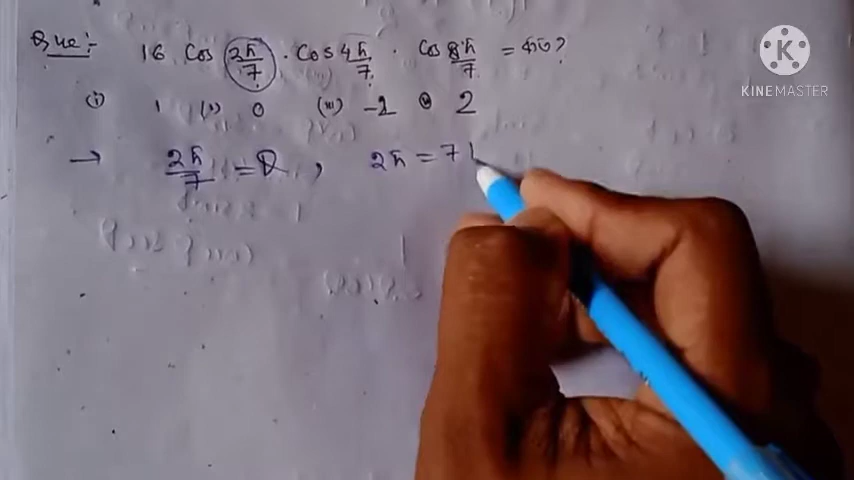 Que:- 16 Cos 2π/7 · Cos 4π/7 · Cos 8π/7 = কত?
(i) 1 (ii) 0 (iii) -2 (iv) 2
→ 2π/7 = , 2π = 7
KINEMASTER